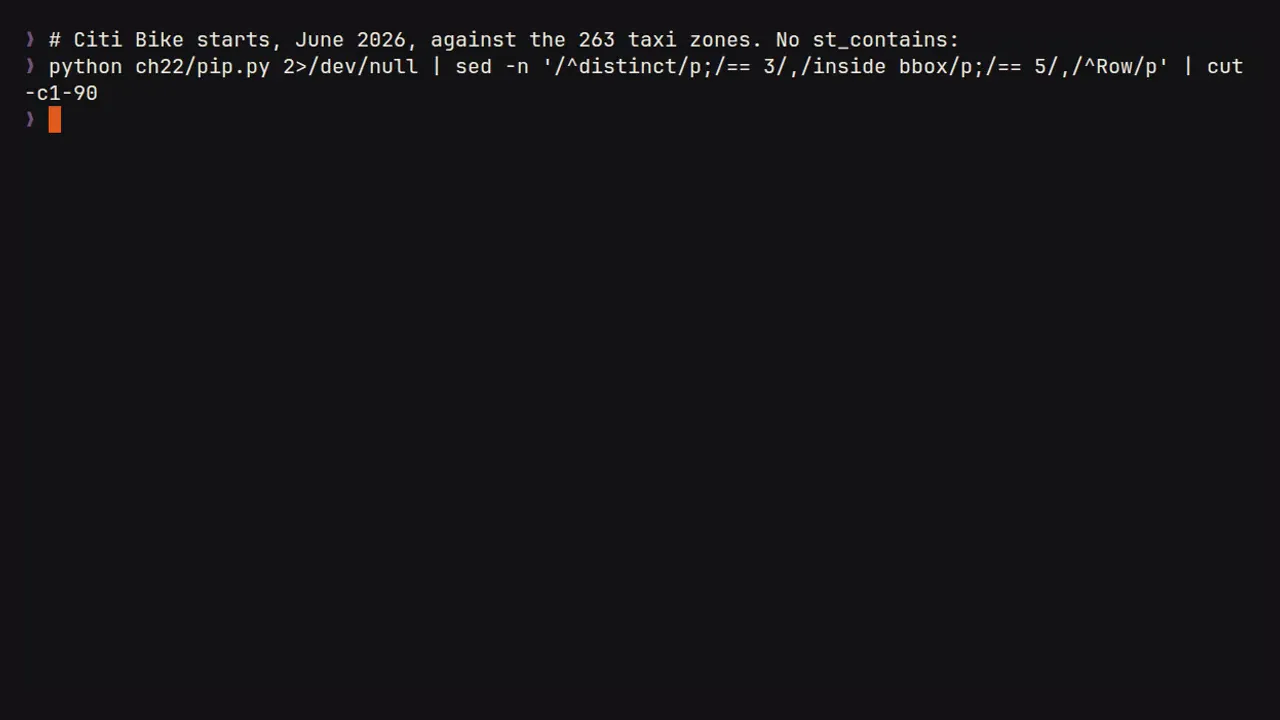 ❯ # Citi Bike starts, June 2026, against the 263 taxi zones. No st_contains:
❯ python ch22/pip.py 2>/dev/null | sed -n '/^distinct/p;/== 3/,/inside bbox/p;/== 5/,/^Row/p' | cut
-c1-90
❯